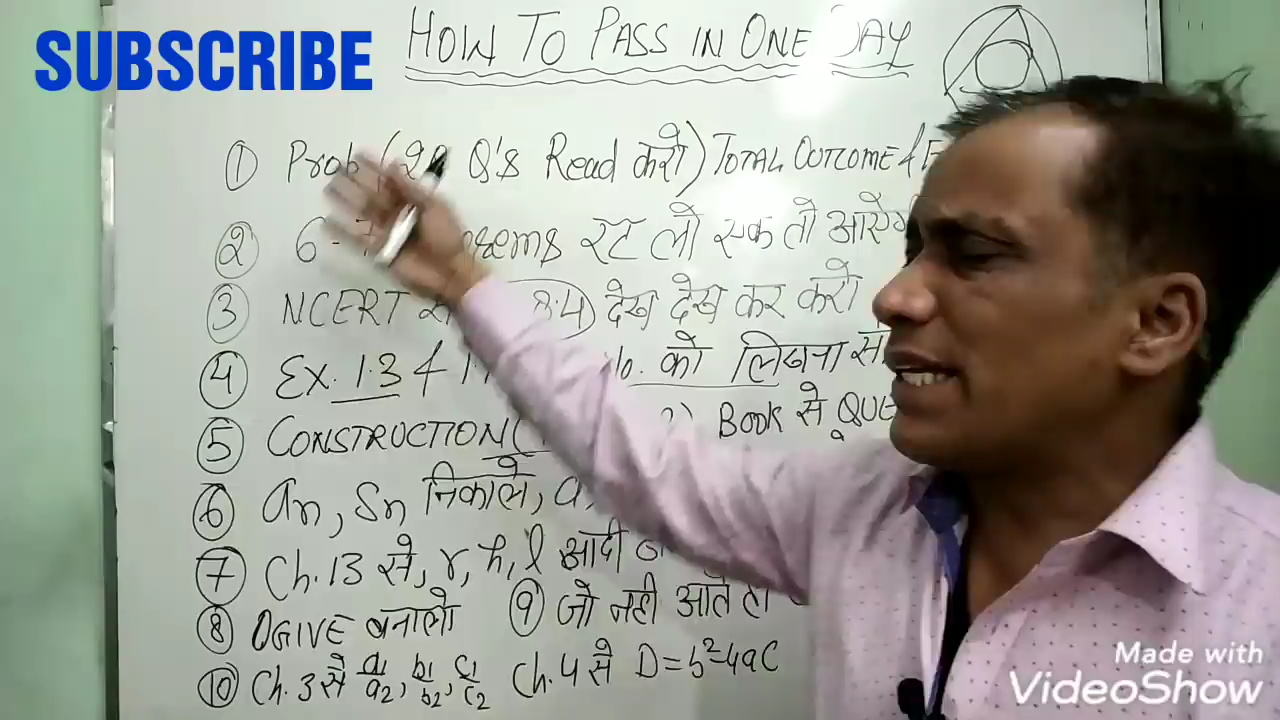 SUBSCRIBE
HOW TO PASS IN ONE DAY
① Prob (20 Q's Read करो) TOTAL OUTCOME &
② 6- रट लो एक तो
③ NCERT 8.4) देख देख कर करो
④ Ex. 1.3 & को लिखना
⑤ CONSTRUCTION( BOOK से
⑥ an, Sn निकाले,
⑦ Ch. 13 से, r, h, l आदी
⑧ OGIVE बनालो ⑨ जो नही आते
⑩ Ch. 3 से a1/a2, b1/b2, c1/c2 Ch. 4 से D=b²-4ac
Made with
VideoShow